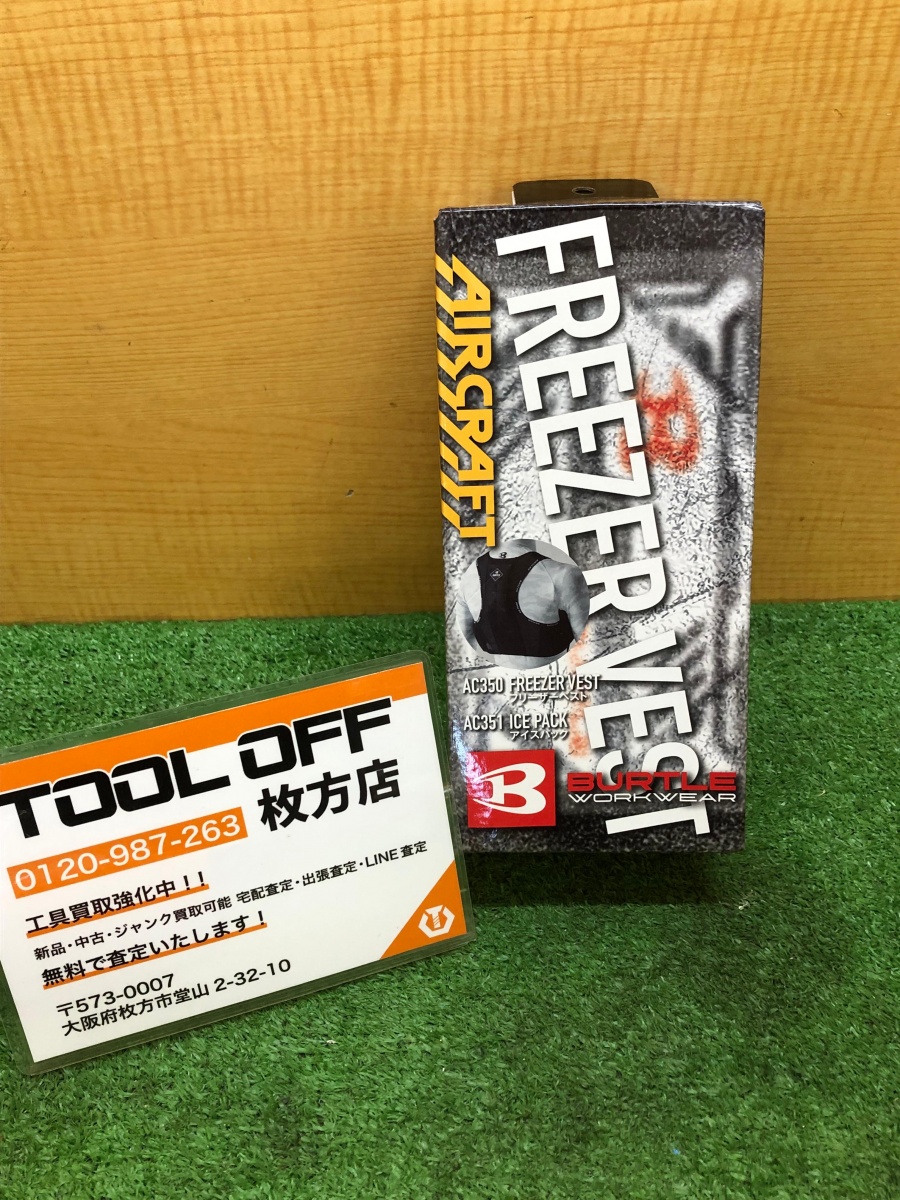 FREEZER VEST
AIRCRAFT
AC350 FREEZER VEST
フリーザーベスト
AC351 ICE PACK
アイスパック
B
BURTLE
WORKWEAR
TOOL OFF
0120-987-263 枚方店
工具買取強化中！！
新品・中古・ジャンク買取可能 宅配査定・出張査定・LINE査定
無料で査定いたします！
〒573-0007
大阪府枚方市堂山 2-32-10